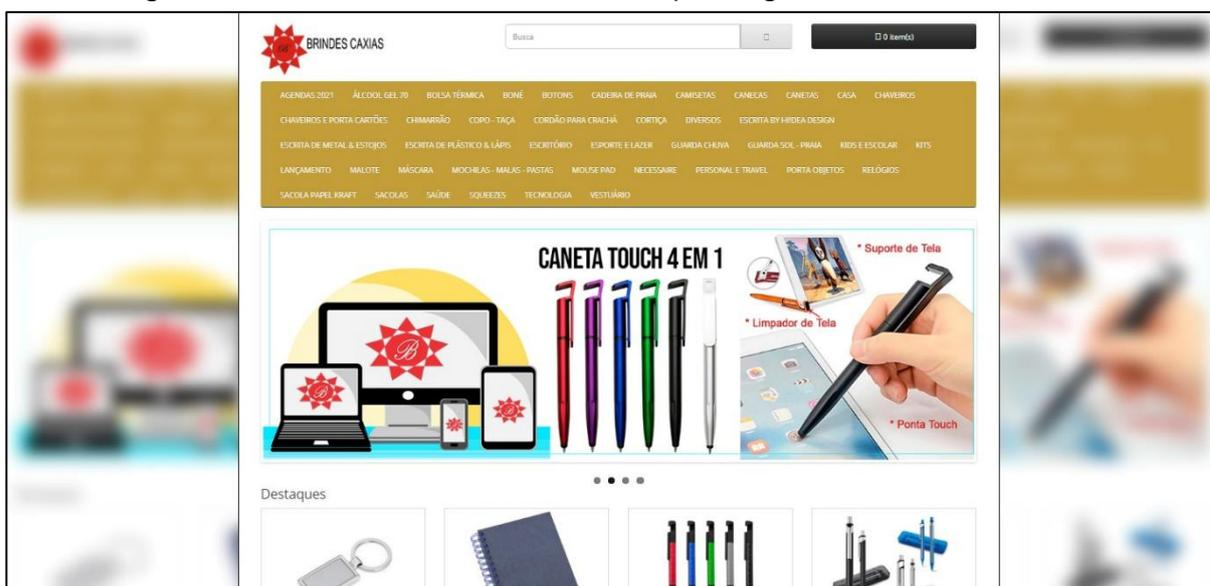 BRINDES CAXIAS
Busca
0 item(s)
AGENDAS 2021 ÁLCOOL GEL 70 BOLSA TÉRMICA BONÉ BOTONS CADEIRA DE PRAIA CAMISETAS CANECAS CANETAS CASA CHAVEIROS
CHAVEIROS E PORTA CARTÕES CHIMARRÃO COPO - TAÇA CORDÃO PARA CRACHÁ CORTIÇA DIVERSOS ESCRITA BY HIDEA DESIGN
ESCRITA DE METAL & ESTOJOS ESCRITA DE PLÁSTICO & LÁPIS ESCRITÓRIO ESPORTE E LAZER GUARDA CHUVA GUARDA SOL - PRAIA KIDS E ESCOLAR KITS
LANÇAMENTO MALOTE MÁSCARA MOCHILAS - MALAS - PASTAS MOUSE PAD NECESSAIRE PERSONAL E TRAVEL PORTA OBJETOS RELÓGIOS
SACOLA PAPEL KRAFT SACOLAS SAÚDE SQUEEZES TECNOLOGIA VESTUÁRIO
CANETA TOUCH 4 EM 1
* Suporte de Tela
* Limpador de Tela
* Ponta Touch
B
B
B
Destaques